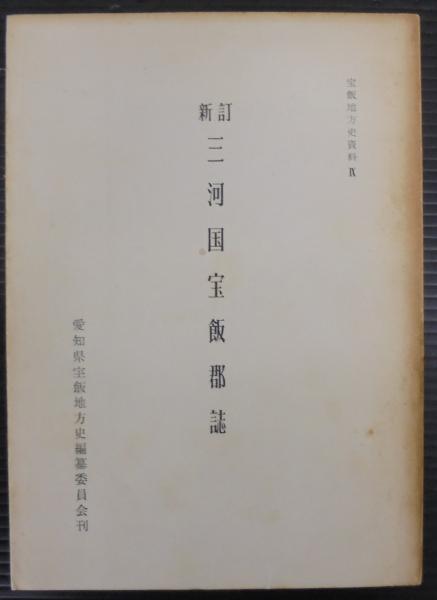 宝飯地方史資料 Ⅸ
新訂
三河国宝飯郡誌
愛知県宝飯地方史編纂委員会刊